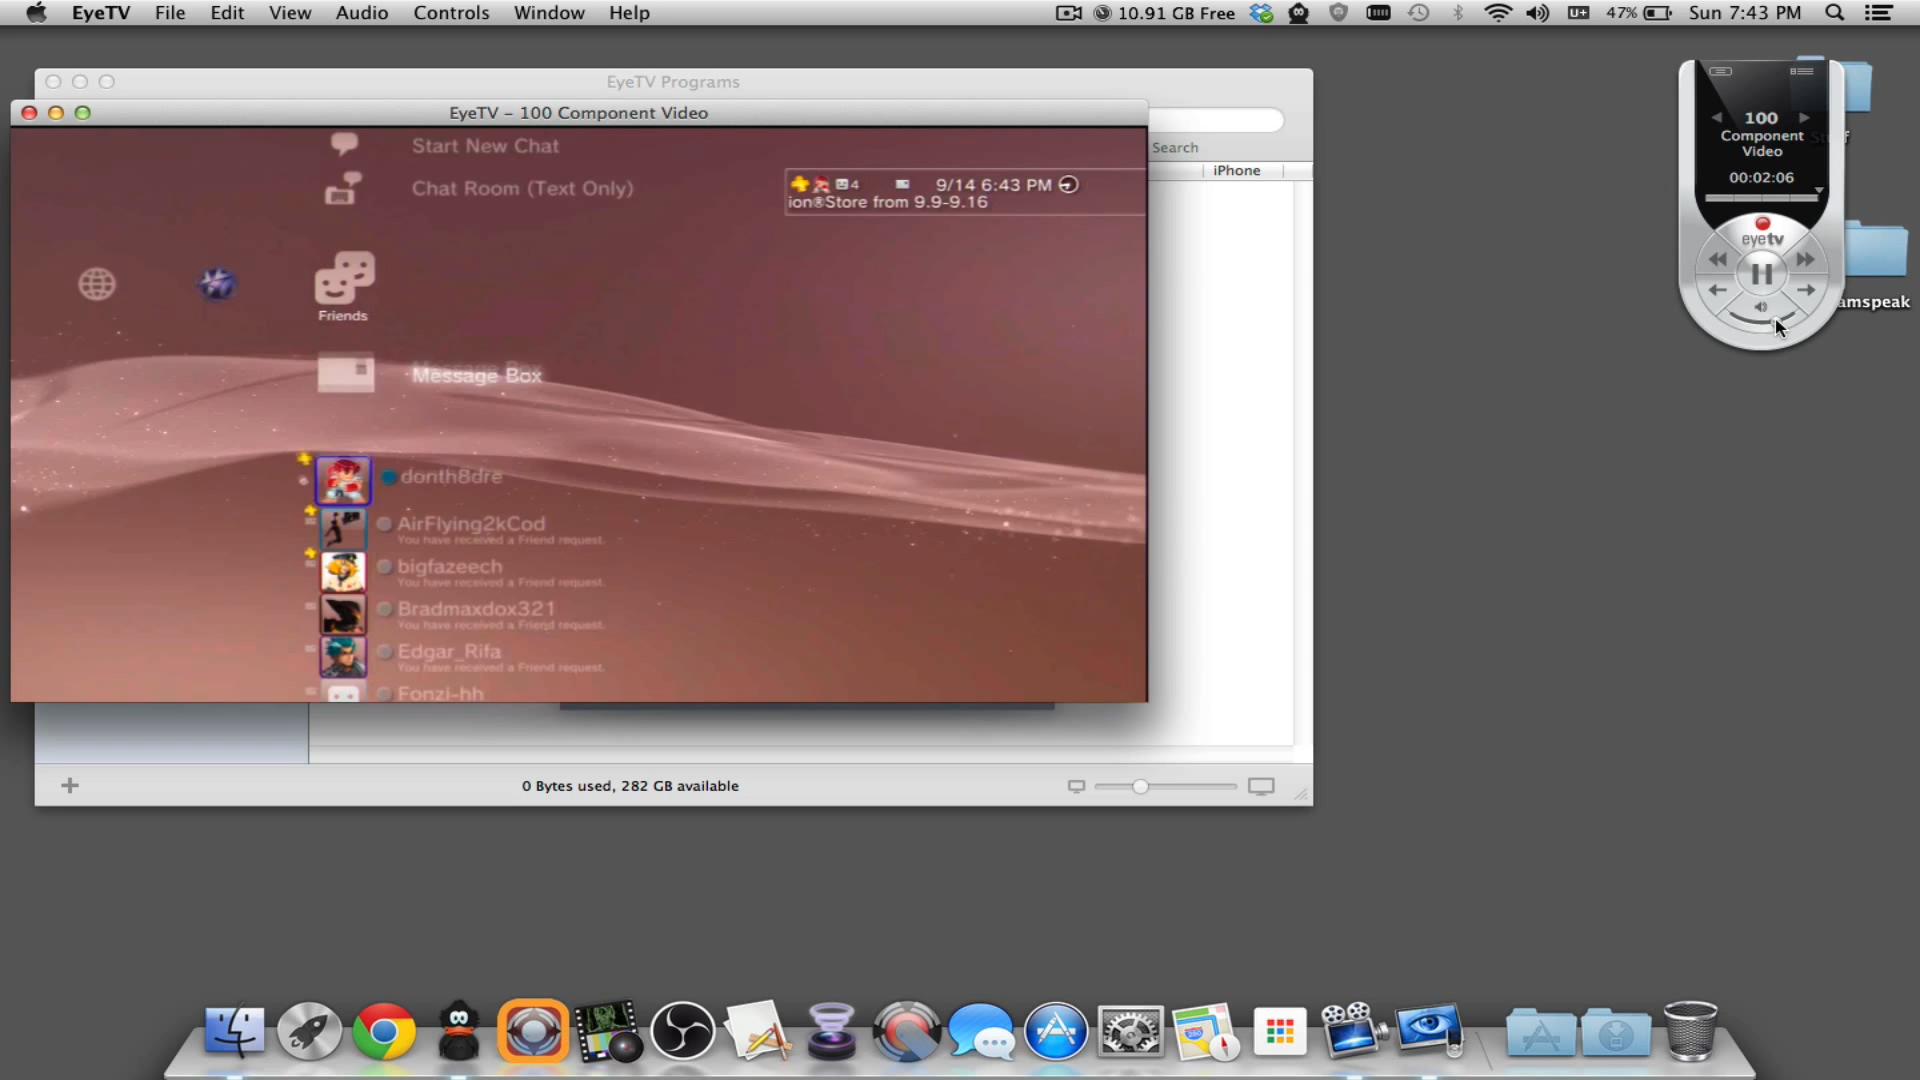 EyeTV File Edit View Audio Controls Window Help
10.91 GB Free
47%
Sun 7:43 PM
EyeTV Programs
EyeTV – 100 Component Video
Search
iPhone
Start New Chat
Chat Room (Text Only)
4 9/14 6:43 PM
ion®Store from 9.9-9.16
Friends
Message Box
donth8dre
AirFlying2kCod
You have received a Friend request.
bigfazeech
You have received a Friend request.
Bradmaxdox321
You have received a Friend request.
Edgar_Rifa
You have received a Friend request.
Fonzi-hh
0 Bytes used, 282 GB available
100
Component
Video
00:02:06
eyetv
amspeak